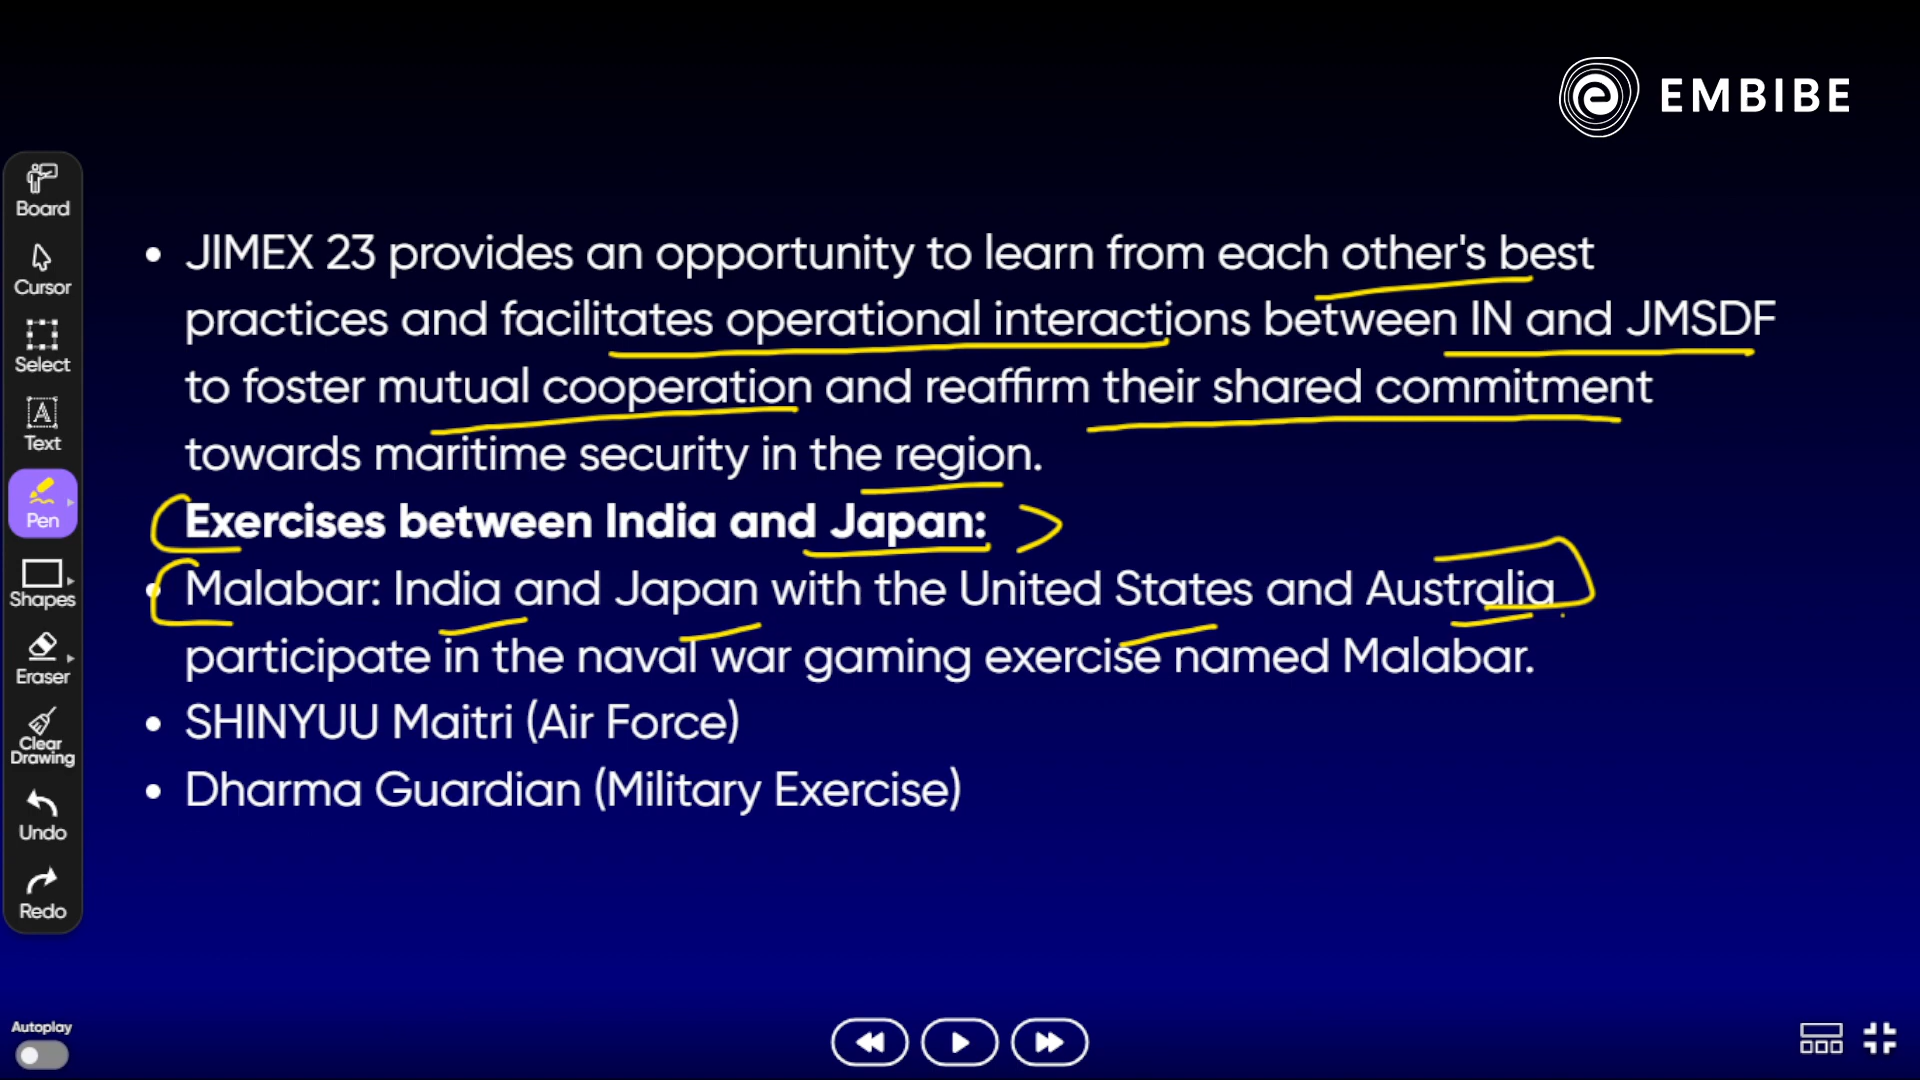 EMBIBE
Board
Cursor
Select
Text
Pen
Shapes
Eraser
Clear
Drawing
Undo
Redo
Autoplay
• JIMEX 23 provides an opportunity to learn from each other's best
practices and facilitates operational interactions between IN and JMSDF
to foster mutual cooperation and reaffirm their shared commitment
towards maritime security in the region.
Exercises between India and Japan:
• Malabar: India and Japan with the United States and Australia
participate in the naval war gaming exercise named Malabar.
• SHINYUU Maitri (Air Force)
• Dharma Guardian (Military Exercise)